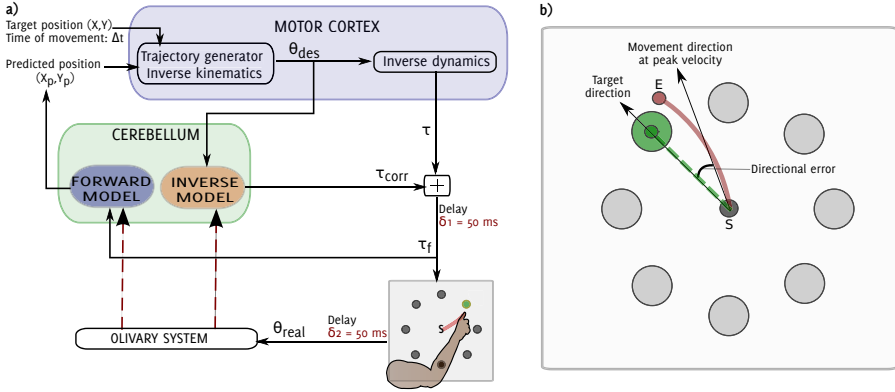 a)
MOTOR CORTEX
Target position (X,Y)
Time of movement: Δt
Predicted position
(Xp,Yp)
Trajectory generator
Inverse kinematics
θdes
Inverse dynamics
τ
CEREBELLUM
FORWARD
MODEL
INVERSE
MODEL
τcorr
+
Delay
δ1 = 50 ms
τf
S
OLIVARY SYSTEM
θreal
Delay
δ2 = 50 ms
b)
Movement direction
at peak velocity
Target
direction
E
Directional error
S